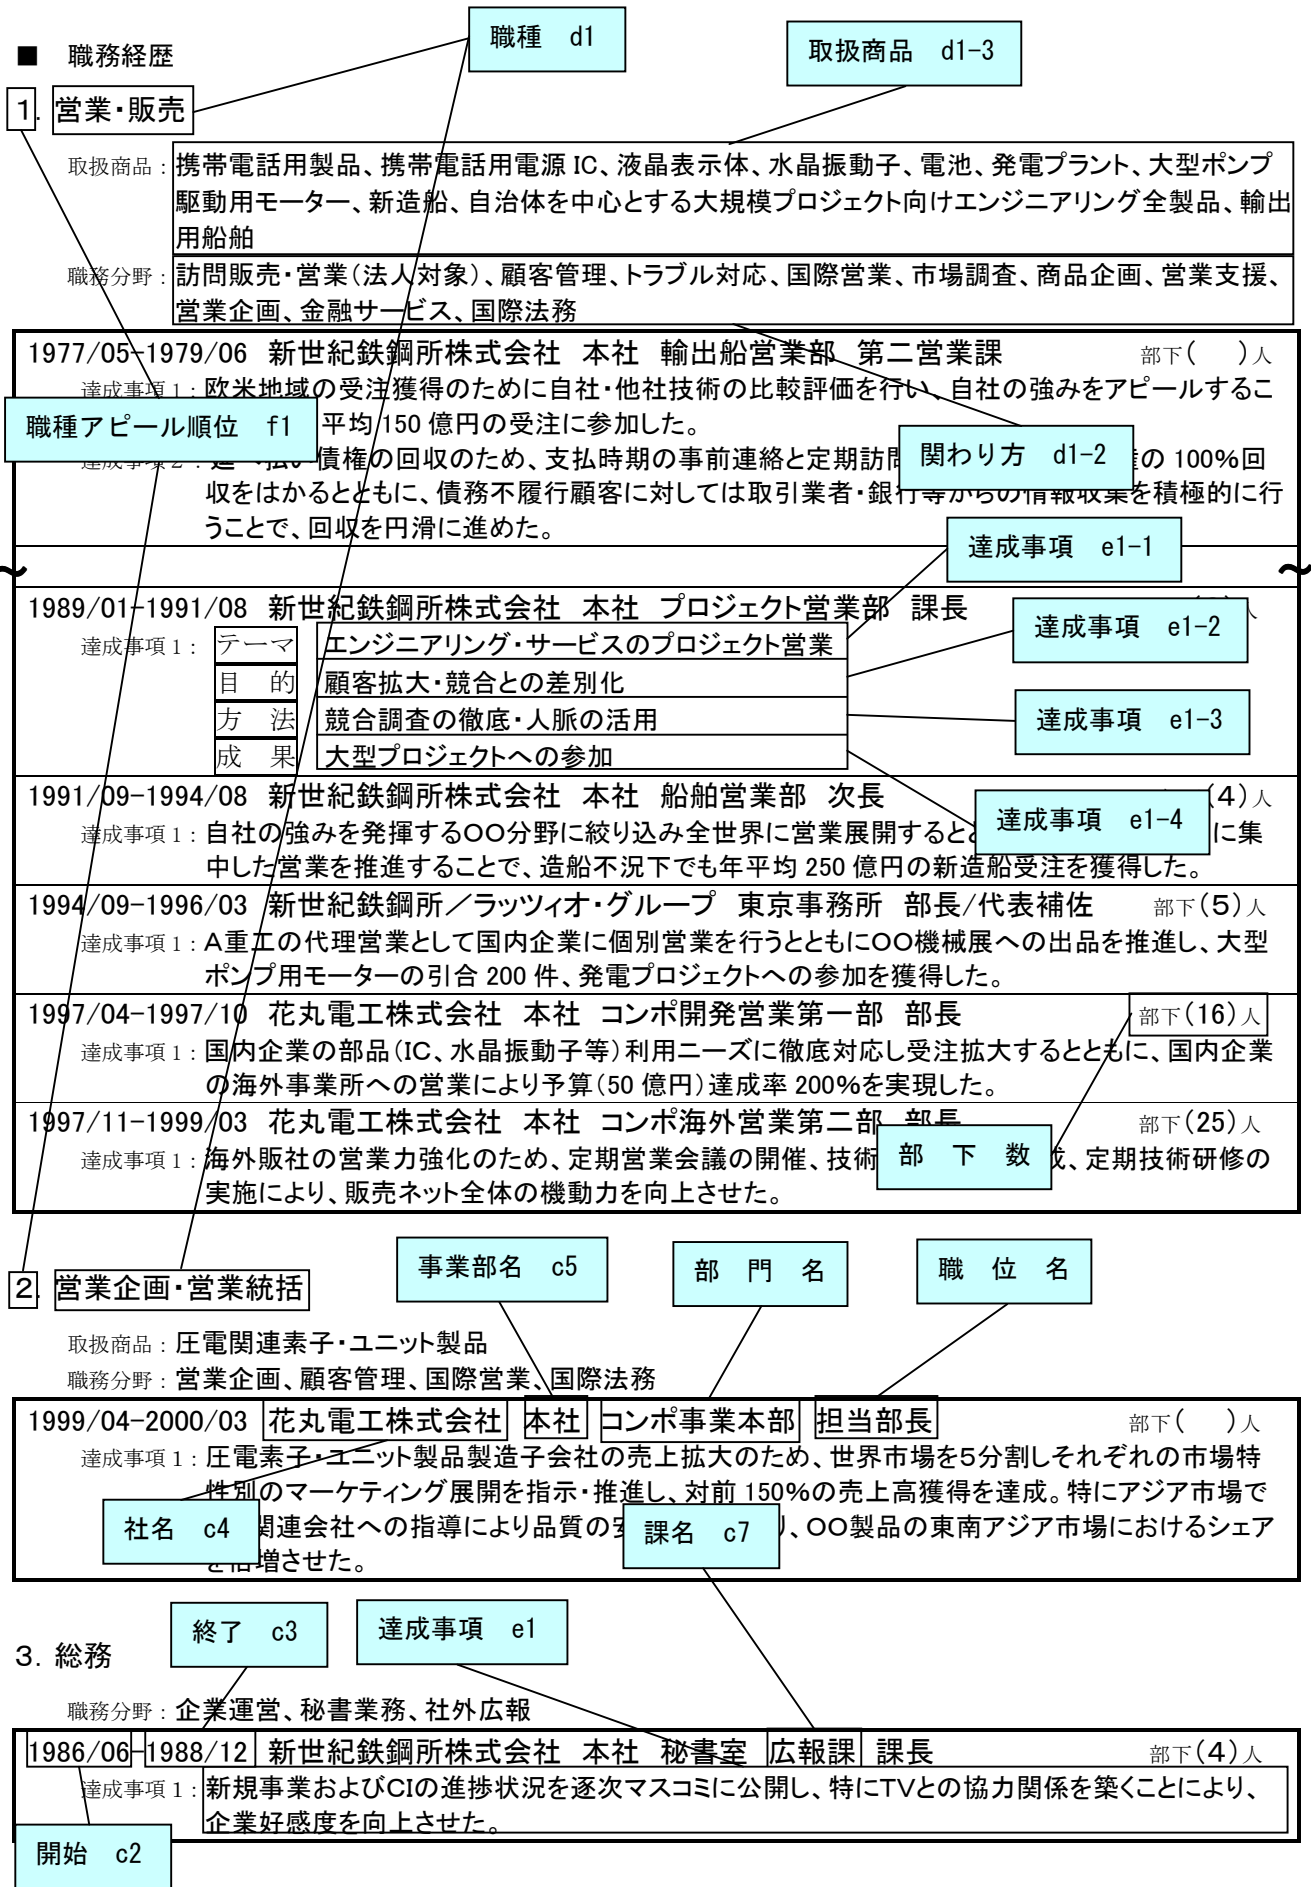 職種　d1
取扱商品　d1-3
■　職務経歴
１. 営業・販売
取扱商品：携帯電話用製品、携帯電話用電源 IC、液晶表示体、水晶振動子、電池、発電プラント、大型ポンプ
駆動用モーター、新造船、自治体を中心とする大規模プロジェクト向けエンジニアリング全製品、輸出
用船舶
職務分野：訪問販売・営業（法人対象）、顧客管理、トラブル対応、国際営業、市場調査、商品企画、営業支援、
営業企画、金融サービス、国際法務
1977/05-1979/06　新世紀鉄鋼所株式会社　本社　輸出船営業部　第二営業課　部下(　)人
達成事項 1：欧米地域の受注獲得のために自社・他社技術の比較評価を行い、自社の強みをアピールするこ
職種アピール順位　f1
平均 150 億円の受注に参加した。
関わり方　d1-2
払い債権の回収のため、支払時期の事前連絡と定期訪問
の 100%回
収をはかるとともに、債務不履行顧客に対しては取引業者・銀行等からの情報収集を積極的に行
うことで、回収を円滑に進めた。
達成事項　e1-1
～　～
1989/01-1991/08　新世紀鉄鋼所株式会社　本社　プロジェクト営業部　課長
達成事項　e1-2
達成事項 1：　テーマ　エンジニアリング・サービスのプロジェクト営業
目　的　顧客拡大・競合との差別化
方　法　競合調査の徹底・人脈の活用
達成事項　e1-3
成　果　大型プロジェクトへの参加
1991/09-1994/08　新世紀鉄鋼所株式会社　本社　船舶営業部　次長　(4)人
達成事項　e1-4
達成事項 1：自社の強みを発揮する○○分野に絞り込み全世界に営業展開すると
に集
中した営業を推進することで、造船不況下でも年平均 250 億円の新造船受注を獲得した。
1994/09-1996/03　新世紀鉄鋼所／ラッツィオ・グループ　東京事務所　部長/代表補佐　部下(5)人
達成事項 1：Ａ重工の代理営業として国内企業に個別営業を行うとともに○○機械展への出品を推進し、大型
ポンプ用モーターの引合 200 件、発電プロジェクトへの参加を獲得した。
1997/04-1997/10　花丸電工株式会社　本社　コンポ開発営業第一部　部長　部下(16)人
達成事項 1：国内企業の部品（IC、水晶振動子等）利用ニーズに徹底対応し受注拡大するとともに、国内企業
の海外事業所への営業により予算（50 億円）達成率 200%を実現した。
1997/11-1999/03　花丸電工株式会社　本社　コンポ海外営業第二部　部長　部下(25)人
部　下　数
達成事項 1：海外販社の営業力強化のため、定期営業会議の開催、技術
、定期技術研修の
実施により、販売ネット全体の機動力を向上させた。
事業部名　c5
部　門　名
職　位　名
２. 営業企画・営業統括
取扱商品：圧電関連素子・ユニット製品
職務分野：営業企画、顧客管理、国際営業、国際法務
1999/04-2000/03　花丸電工株式会社　本社　コンポ事業本部　担当部長　部下(　)人
達成事項 1：圧電素子・ユニット製品製造子会社の売上拡大のため、世界市場を５分割しそれぞれの市場特
性別のマーケティング展開を指示・推進し、対前 150%の売上高獲得を達成。特にアジア市場で
社名　c4
関連会社への指導により品質の
課名　c7
、○○製品の東南アジア市場におけるシェア
増させた。
終了　c3
達成事項　e1
３. 総務
職務分野：企業運営、秘書業務、社外広報
1986/06-1988/12　新世紀鉄鋼所株式会社　本社　秘書室　広報課　課長　部下(4)人
達成事項 1：新規事業およびCIの進捗状況を逐次マスコミに公開し、特にTVとの協力関係を築くことにより、
企業好感度を向上させた。
開始　c2